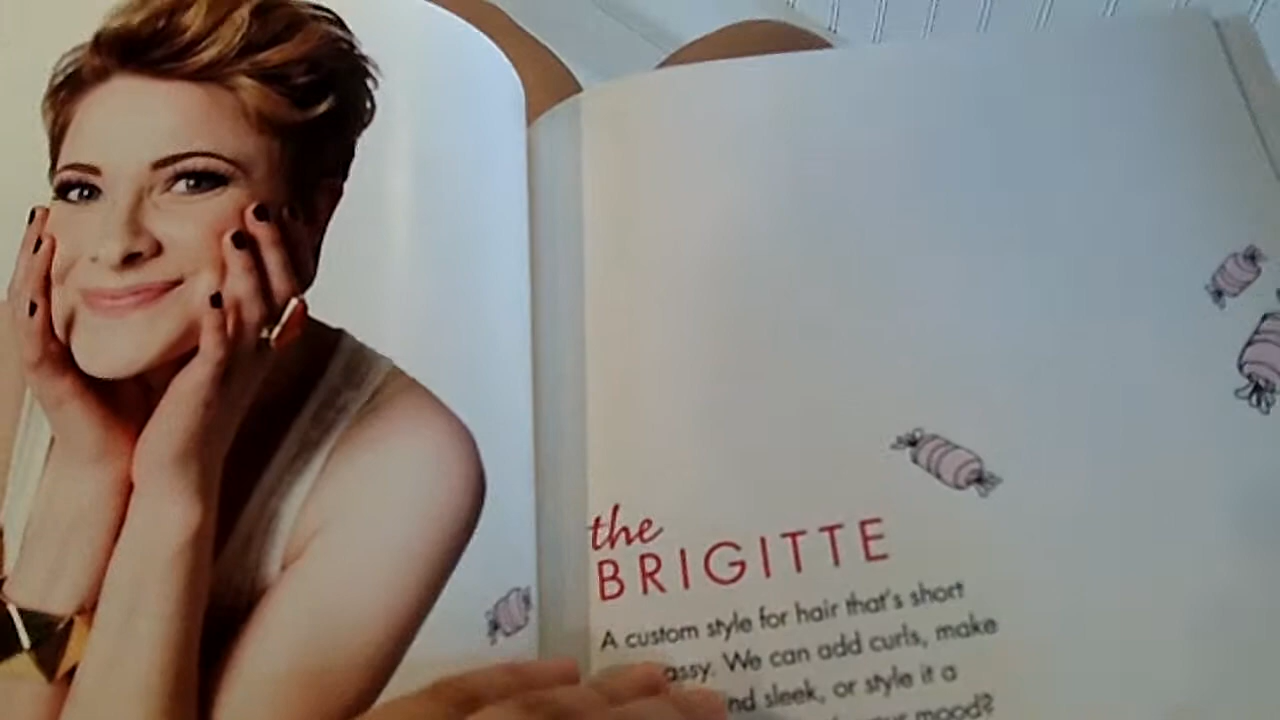 the
BRIGITTE
A custom style for hair that's short
assy. We can add curls, make
nd sleek, or style it a
mood?